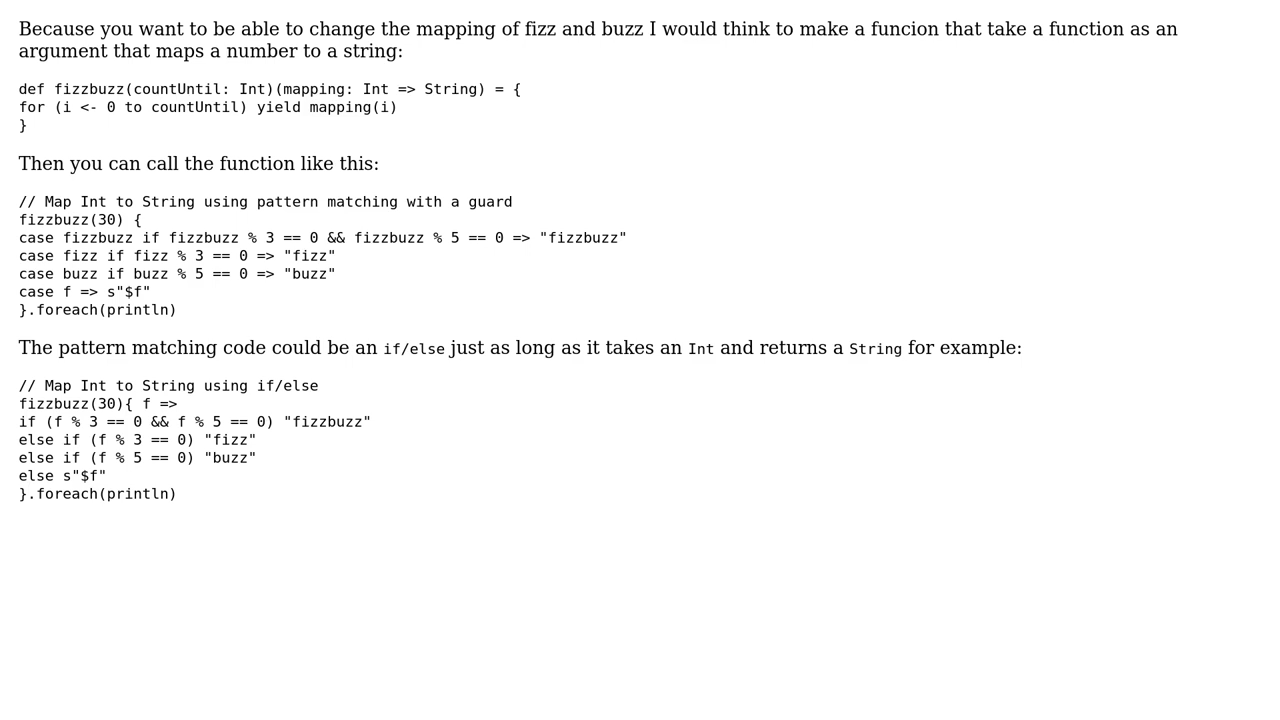 Because you want to be able to change the mapping of fizz and buzz I would think to make a funcion that take a function as an
argument that maps a number to a string:
def fizzbuzz(countUntil: Int)(mapping: Int => String) = {
for (i <- 0 to countUntil) yield mapping(i)
}
Then you can call the function like this:
// Map Int to String using pattern matching with a guard
fizzbuzz(30) {
case fizzbuzz if fizzbuzz % 3 == 0 && fizzbuzz % 5 == 0 => "fizzbuzz"
case fizz if fizz % 3 == 0 => "fizz"
case buzz if buzz % 5 == 0 => "buzz"
case f => s"$f"
}.foreach(println)
The pattern matching code could be an if/else just as long as it takes an Int and returns a String for example:
// Map Int to String using if/else
fizzbuzz(30){ f =>
if (f % 3 == 0 && f % 5 == 0) "fizzbuzz"
else if (f % 3 == 0) "fizz"
else if (f % 5 == 0) "buzz"
else s"$f"
}.foreach(println)